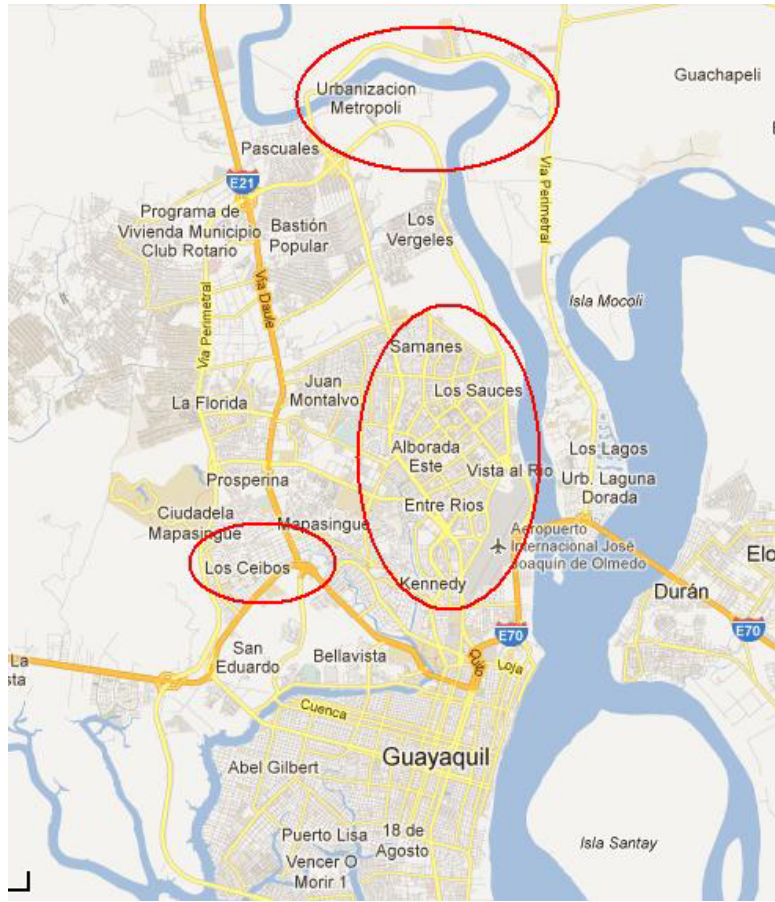 Guachapeli
Urbanizacion
Metropoli
Pascuales
E21
Via Perimetral
Programa de
Vivienda Municipio
Club Rotario
Bastión
Popular
Los
Vergeles
Via Daule
Via Perimetral
Isla Mocoli
Samanes
Juan
Montalvo
Los Sauces
La Florida
Alborada
Este
Los Lagos
Vista al Rio
Urb. Laguna
Dorada
Prosperina
Entre Rios
Ciudadela
Mapasingue
Mapasingue
Aeropuerto
Internacional José
Joaquín de Olmedo
Elo
Los Ceibos
Kennedy
Durán
E70
E70
San
Eduardo
Bellavista
Quito
Loja
La
sta
Cuenca
Guayaquil
Abel Gilbert
Puerto Lisa
18 de
Agosto
Isla Santay
Vencer O
Morir 1